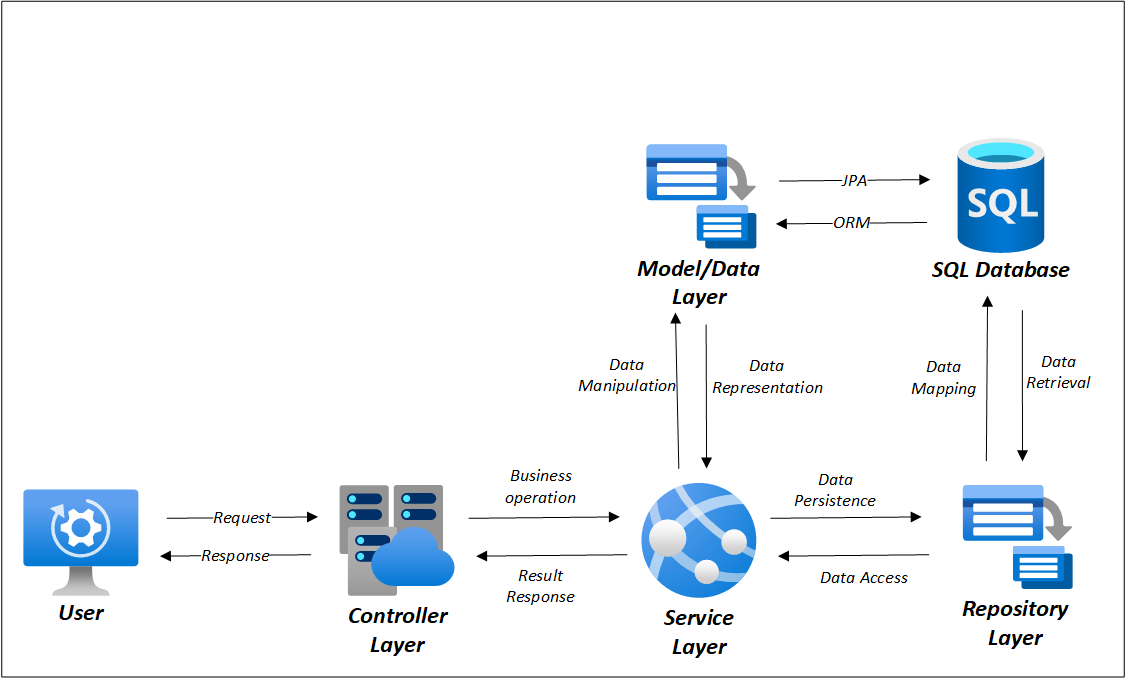 JPA
SQL
ORM
Model/Data
Layer
SQL Database
Data
Manipulation
Data
Representation
Data
Mapping
Data
Retrieval
Business
operation
Data
Persistence
Request
Response
Result
Response
Data Access
User
Controller
Layer
Service
Layer
Repository
Layer